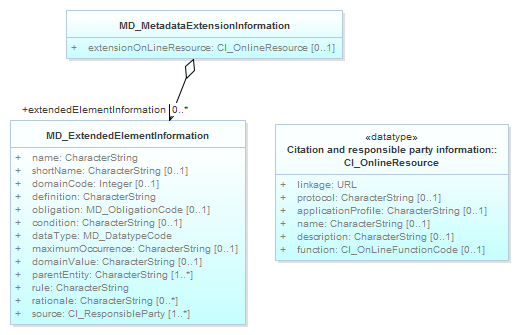 MD_MetadataExtensionInformation
+ extensionOnLineResource: CI_OnlineResource [0..1]
+extendedElementInformation 0..*
MD_ExtendedElementInformation
+ name: CharacterString
+ shortName: CharacterString [0..1]
+ domainCode: Integer [0..1]
+ definition: CharacterString
+ obligation: MD_ObligationCode [0..1]
+ condition: CharacterString [0..1]
+ dataType: MD_DatatypeCode
+ maximumOccurrence: CharacterString [0..1]
+ domainValue: CharacterString [0..1]
+ parentEntity: CharacterString [1..*]
+ rule: CharacterString
+ rationale: CharacterString [0..*]
+ source: CI_ResponsibleParty [1..*]
«datatype»
Citation and responsible party information::
CI_OnlineResource
+ linkage: URL
+ protocol: CharacterString [0..1]
+ applicationProfile: CharacterString [0..1]
+ name: CharacterString [0..1]
+ description: CharacterString [0..1]
+ function: CI_OnLineFunctionCode [0..1]